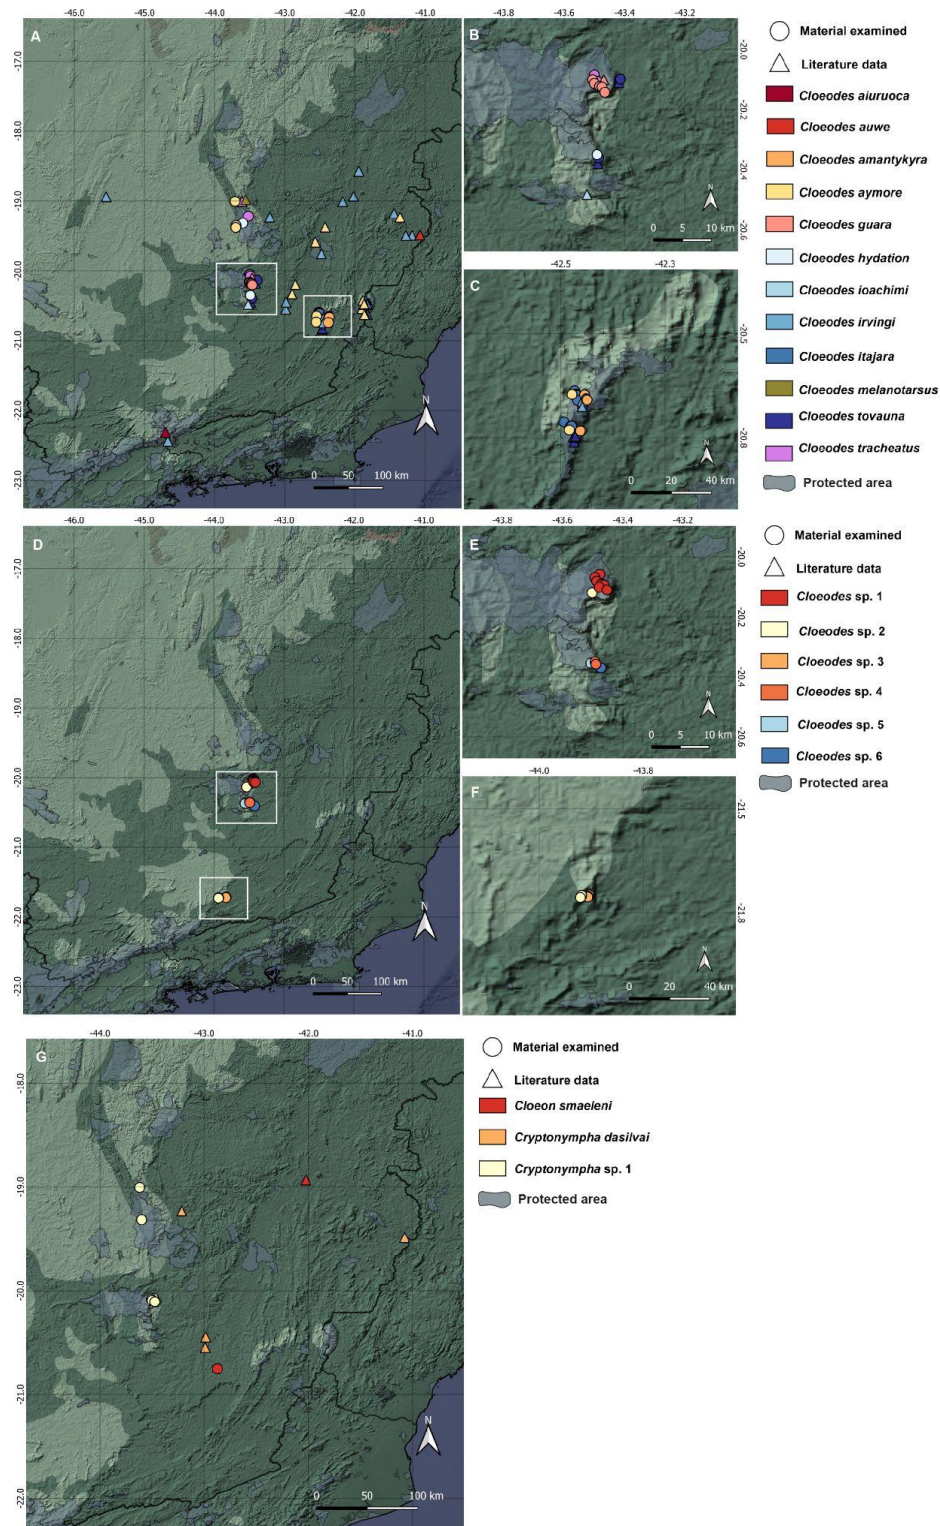 -46.0 -45.0 -44.0 -43.0 -42.0 -41.0
A
-17.0
-18.0
-19.0
-20.0
-21.0
-22.0
-23.0
N
0 50 100 km
-43.8 -43.6 -43.4 -43.2
B
-20.0
-20.2
-20.4
-20.6
N
0 5 10 km
-42.5 -42.3
C
-20.5
-20.8
N
0 20 40 km
Material examined
Literature data
Cloeodes aiuruoca
Cloeodes auwe
Cloeodes amantykyra
Cloeodes aymore
Cloeodes guara
Cloeodes hydation
Cloeodes ioachimi
Cloeodes irvingi
Cloeodes itajara
Cloeodes melanotarsus
Cloeodes tovauna
Cloeodes tracheatus
Protected area
-46.0 -45.0 -44.0 -43.0 -42.0 -41.0
D
-17.0
-18.0
-19.0
-20.0
-21.0
-22.0
-23.0
N
0 50 100 km
-43.8 -43.6 -43.4 -43.2
E
-20.0
-20.2
-20.4
-20.6
N
0 5 10 km
-44.0 -43.8
F
-21.5
-21.8
N
0 20 40 km
Material examined
Literature data
Cloeodes sp. 1
Cloeodes sp. 2
Cloeodes sp. 3
Cloeodes sp. 4
Cloeodes sp. 5
Cloeodes sp. 6
Protected area
-44.0 -43.0 -42.0 -41.0
G
-18.0
-19.0
-20.0
-21.0
-22.0
N
0 50 100 km
Material examined
Literature data
Cloeon smaeleni
Cryptonympha dasilvai
Cryptonympha sp. 1
Protected area